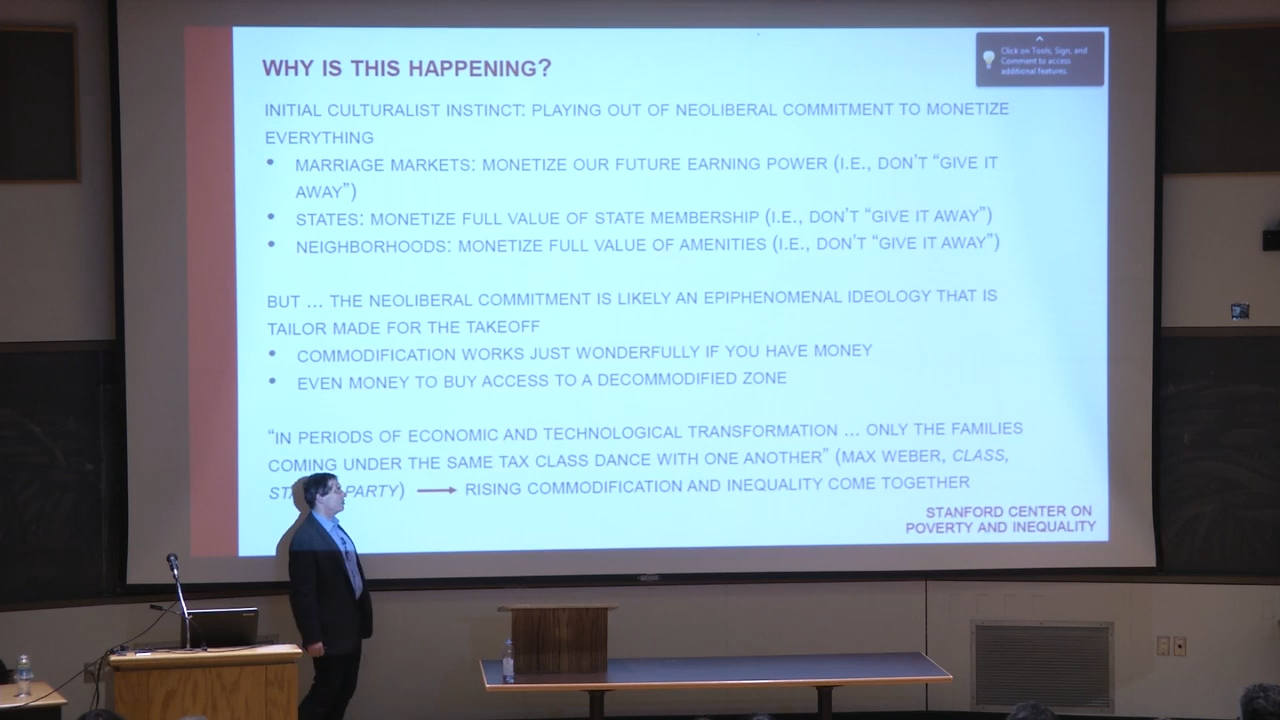 WHY IS THIS HAPPENING?
Click on Tools, Sign, and
Comment to access
additional features.
INITIAL CULTURALIST INSTINCT: PLAYING OUT OF NEOLIBERAL COMMITMENT TO MONETIZE
EVERYTHING
• MARRIAGE MARKETS: MONETIZE OUR FUTURE EARNING POWER (I.E., DON'T “GIVE IT
AWAY”)
• STATES: MONETIZE FULL VALUE OF STATE MEMBERSHIP (I.E., DON'T “GIVE IT AWAY”)
• NEIGHBORHOODS: MONETIZE FULL VALUE OF AMENITIES (I.E., DON'T “GIVE IT AWAY”)
BUT … THE NEOLIBERAL COMMITMENT IS LIKELY AN EPIPHENOMENAL IDEOLOGY THAT IS
TAILOR MADE FOR THE TAKEOFF
• COMMODIFICATION WORKS JUST WONDERFULLY IF YOU HAVE MONEY
• EVEN MONEY TO BUY ACCESS TO A DECOMMODIFIED ZONE
“IN PERIODS OF ECONOMIC AND TECHNOLOGICAL TRANSFORMATION … ONLY THE FAMILIES
COMING UNDER THE SAME TAX CLASS DANCE WITH ONE ANOTHER” (MAX WEBER, CLASS,
PARTY) → RISING COMMODIFICATION AND INEQUALITY COME TOGETHER
STANFORD CENTER ON
POVERTY AND INEQUALITY